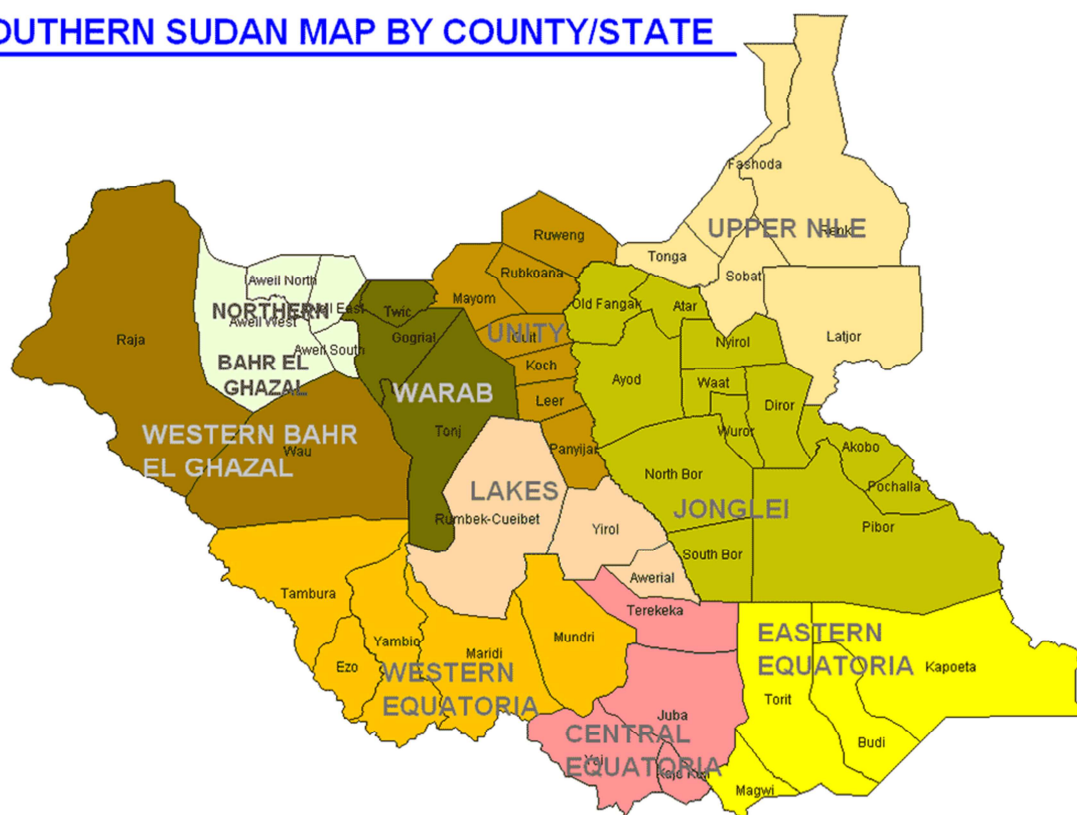 OUTHERN SUDAN MAP BY COUNTY/STATE
Fashoda
UPPER NILE
Renk
Ruweng
Tonga
Sobat
Rubkoana
Aweil North
Mayom
Old Fangak
Atar
Twic
NORTHERN
Aweil East
Aweil West
Gogrial
UNITY
Guit
Nyirol
Latjor
Raja
Aweil South
BAHR EL
GHAZAL
Koch
Ayod
Waat
WARAB
Leer
Diror
WESTERN BAHR
EL GHAZAL
Wau
Tonj
Panyijar
Wuror
Akobo
North Bor
Pochalla
LAKES
JONGLEI
Rumbek-Cueibet
Yirol
Pibor
South Bor
Awerial
Tambura
Terekeka
Yambio
Mundri
EASTERN
EQUATORIA
Ezo
Maridi
Kapoeta
WESTERN
EQUATORIA
Torit
Juba
CENTRAL
EQUATORIA
Budi
Yei
Kajo Keji
Magwi